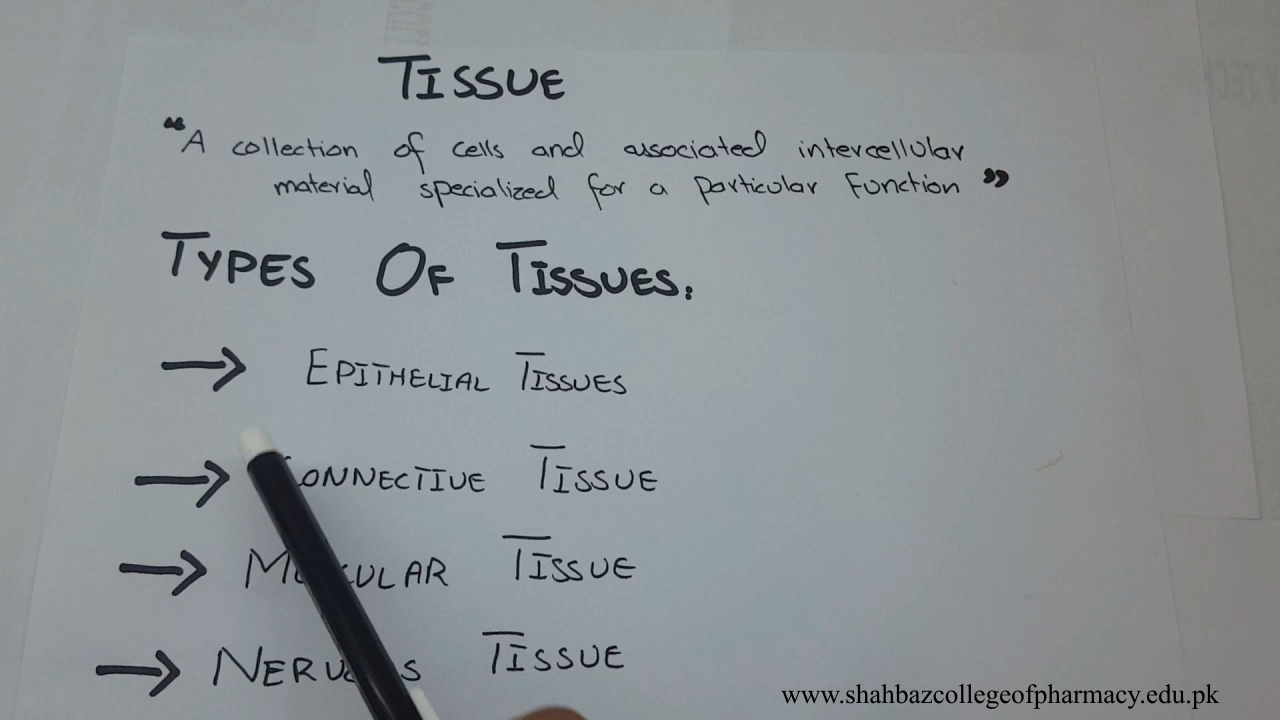 TISSUE
“A collection of cells and associated intercellular
material specialized for a particular Function”
TYPES OF TISSUES:
→ EPITHELIAL TISSUES
→ CONNECTIVE TISSUE
→ TISSUE
→ TISSUE
www.shahbazcollegeofpharmacy.edu.pk